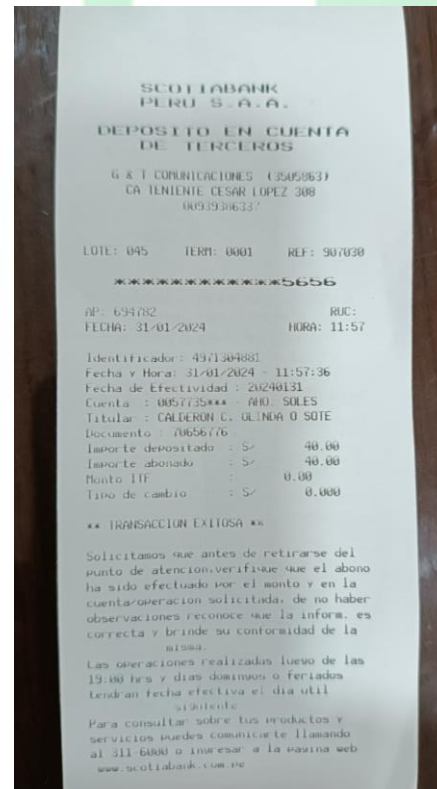 SCOTIABANK
PERU S.A.A.
DEPOSITO EN CUENTA
DE TERCEROS
G & T COMUNICACIONES (3505863)
CA TENIENTE CESAR LOPEZ 308
00939386337
LOTE: 045 TERM: 0001 REF: 907030
************5656
AP: 694782 RUC:
FECHA: 31/01/2024 HORA: 11:57
Identificador: 4971304881
Fecha y Hora: 31/01/2024 - 11:57:36
Fecha de Efectividad : 20240131
Cuenta : 0057735*** - AHO. SOLES
Titular : CALDERON C. OLINDA O SOTE
Documento : 70656776
Importe depositado : S/ 40.00
Importe abonado : S/ 40.00
Monto ITF : 0.00
Tipo de cambio : S/ 0.000
** TRANSACCION EXITOSA **
Solicitamos que antes de retirarse del
punto de atencion,verifique que el abono
ha sido efectuado por el monto y en la
cuenta/operacion solicitada, de no haber
observaciones reconoce que la inform. es
correcta y brinde su conformidad de la
misma.
Las operaciones realizadas luego de las
19:00 hrs y dias domingos o feriados
tendran fecha efectiva el dia util
siguiente
Para consultar sobre tus productos y
servicios puedes comunicarte llamando
al 311-6000 o ingresar a la pagina web
www.scotiabank.com.pe